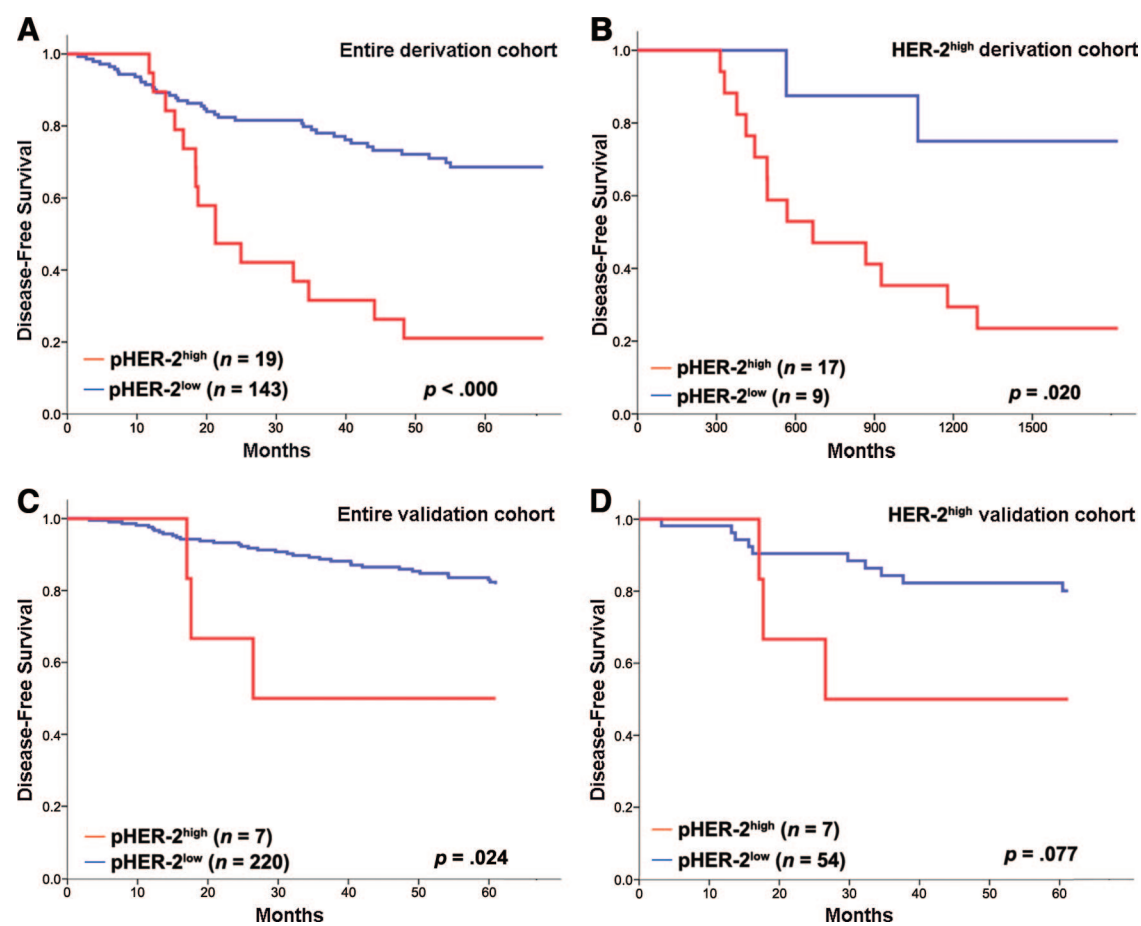 A
Entire derivation cohort
Disease-Free Survival
1.0
0.8
0.6
0.4
0.2
0.0
pHER-2high (n = 19)
pHER-2low (n = 143)
p < .000
0 10 20 30 40 50 60
Months
B
HER-2high derivation cohort
Disease-Free Survival
1.0
0.8
0.6
0.4
0.2
0.0
pHER-2high (n = 17)
pHER-2low (n = 9)
p = .020
0 300 600 900 1200 1500
Months
C
Entire validation cohort
Disease-Free Survival
1.0
0.8
0.6
0.4
0.2
0.0
pHER-2high (n = 7)
pHER-2low (n = 220)
p = .024
0 10 20 30 40 50 60
Months
D
HER-2high validation cohort
Disease-Free Survival
1.0
0.8
0.6
0.4
0.2
0.0
pHER-2high (n = 7)
pHER-2low (n = 54)
p = .077
0 10 20 30 40 50 60
Months